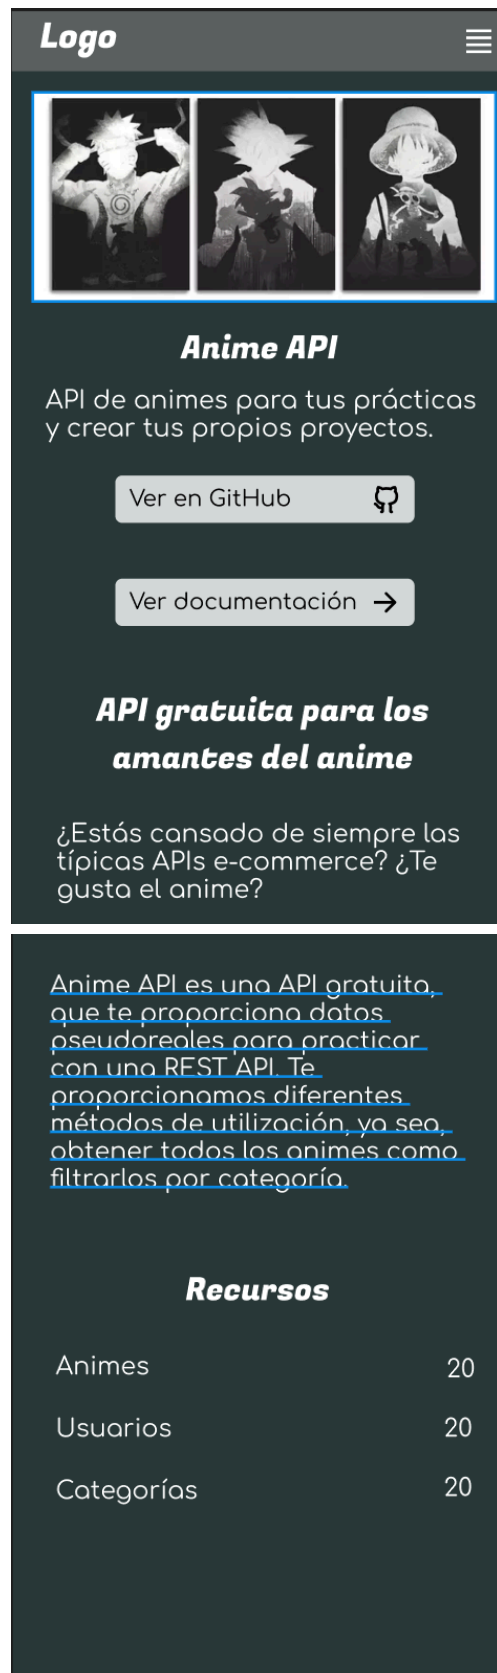 Logo
Anime API
API de animes para tus prácticas
y crear tus propios proyectos.
Ver en GitHub
Ver documentación
API gratuita para los
amantes del anime
¿Estás cansado de siempre las
típicas APIs e-commerce? ¿Te
gusta el anime?
Anime API es una API gratuita,
que te proporciona datos
pseudoreales para practicar
con una REST API. Te
proporcionamos diferentes
métodos de utilización, ya sea,
obtener todos los animes como
filtrarlos por categoría.
Recursos
Animes 20
Usuarios 20
Categorías 20